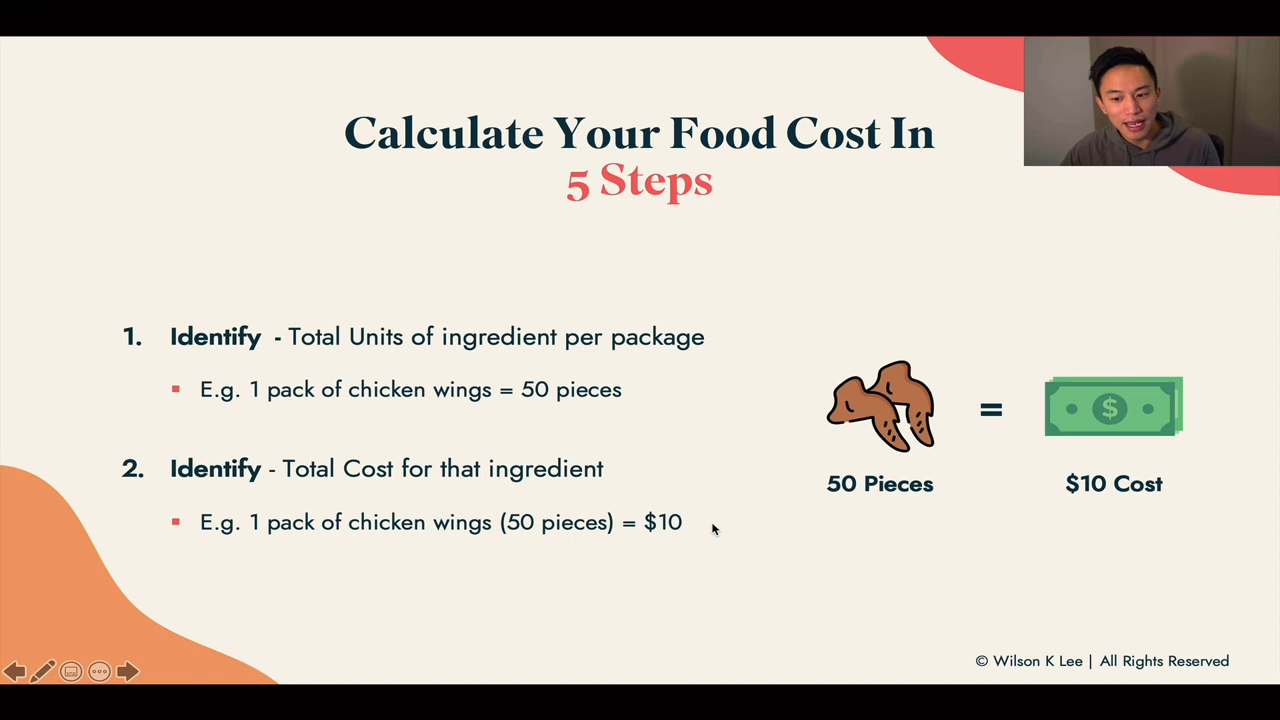 Calculate Your Food Cost In
5 Steps
1. Identify - Total Units of ingredient per package
E.g. 1 pack of chicken wings = 50 pieces
2. Identify - Total Cost for that ingredient
E.g. 1 pack of chicken wings (50 pieces) = $10
=
$
50 Pieces
$10 Cost
© Wilson K Lee | All Rights Reserved